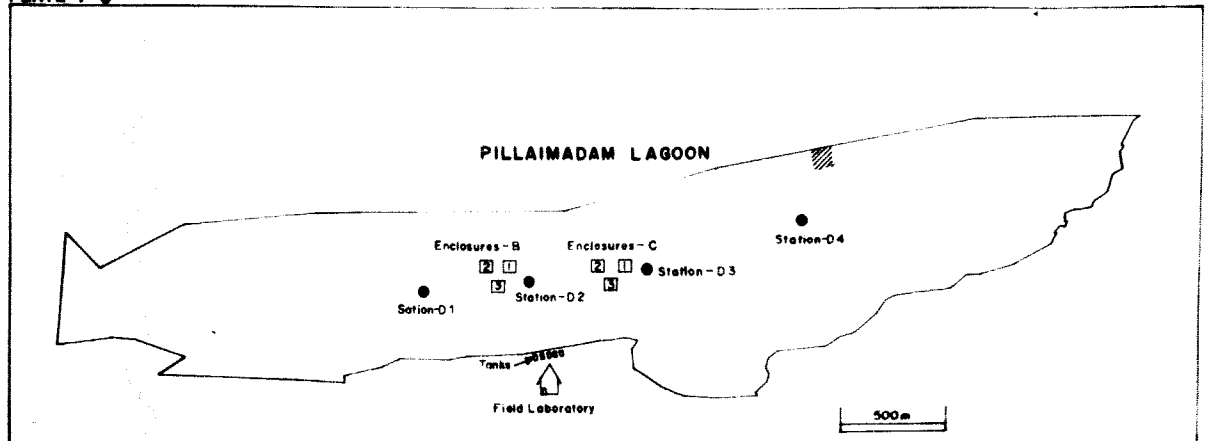 PILLAIMADAM LAGOON
Station-D4
Enclosures-B
Enclosures-C
2 1
2 1
Station-D3
3
3
Station-D2
Sation-D1
Tanks
Field Laboratory
500m